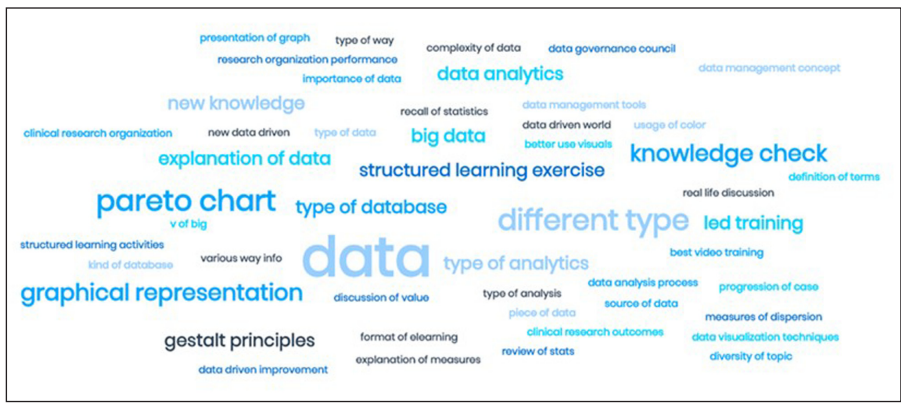 presentation of graph
type of way
complexity of data
data governance council
research organization performance
data management concept
importance of data
data analytics
new knowledge
recall of statistics
data management tools
clinical research organization
new data driven
type of data
big data
data driven world
usage of color
better use visuals
explanation of data
structured learning exercise
knowledge check
definition of terms
pareto chart
type of database
real life discussion
v of big
different type
led training
structured learning activities
kind of database
various way info
data
type of analytics
best video training
graphical representation
discussion of value
type of analysis
data analysis process
progression of case
source of data
piece of data
measures of dispersion
gestalt principles
format of elearning
clinical research outcomes
data visualization techniques
explanation of measures
review of stats
diversity of topic
data driven improvement